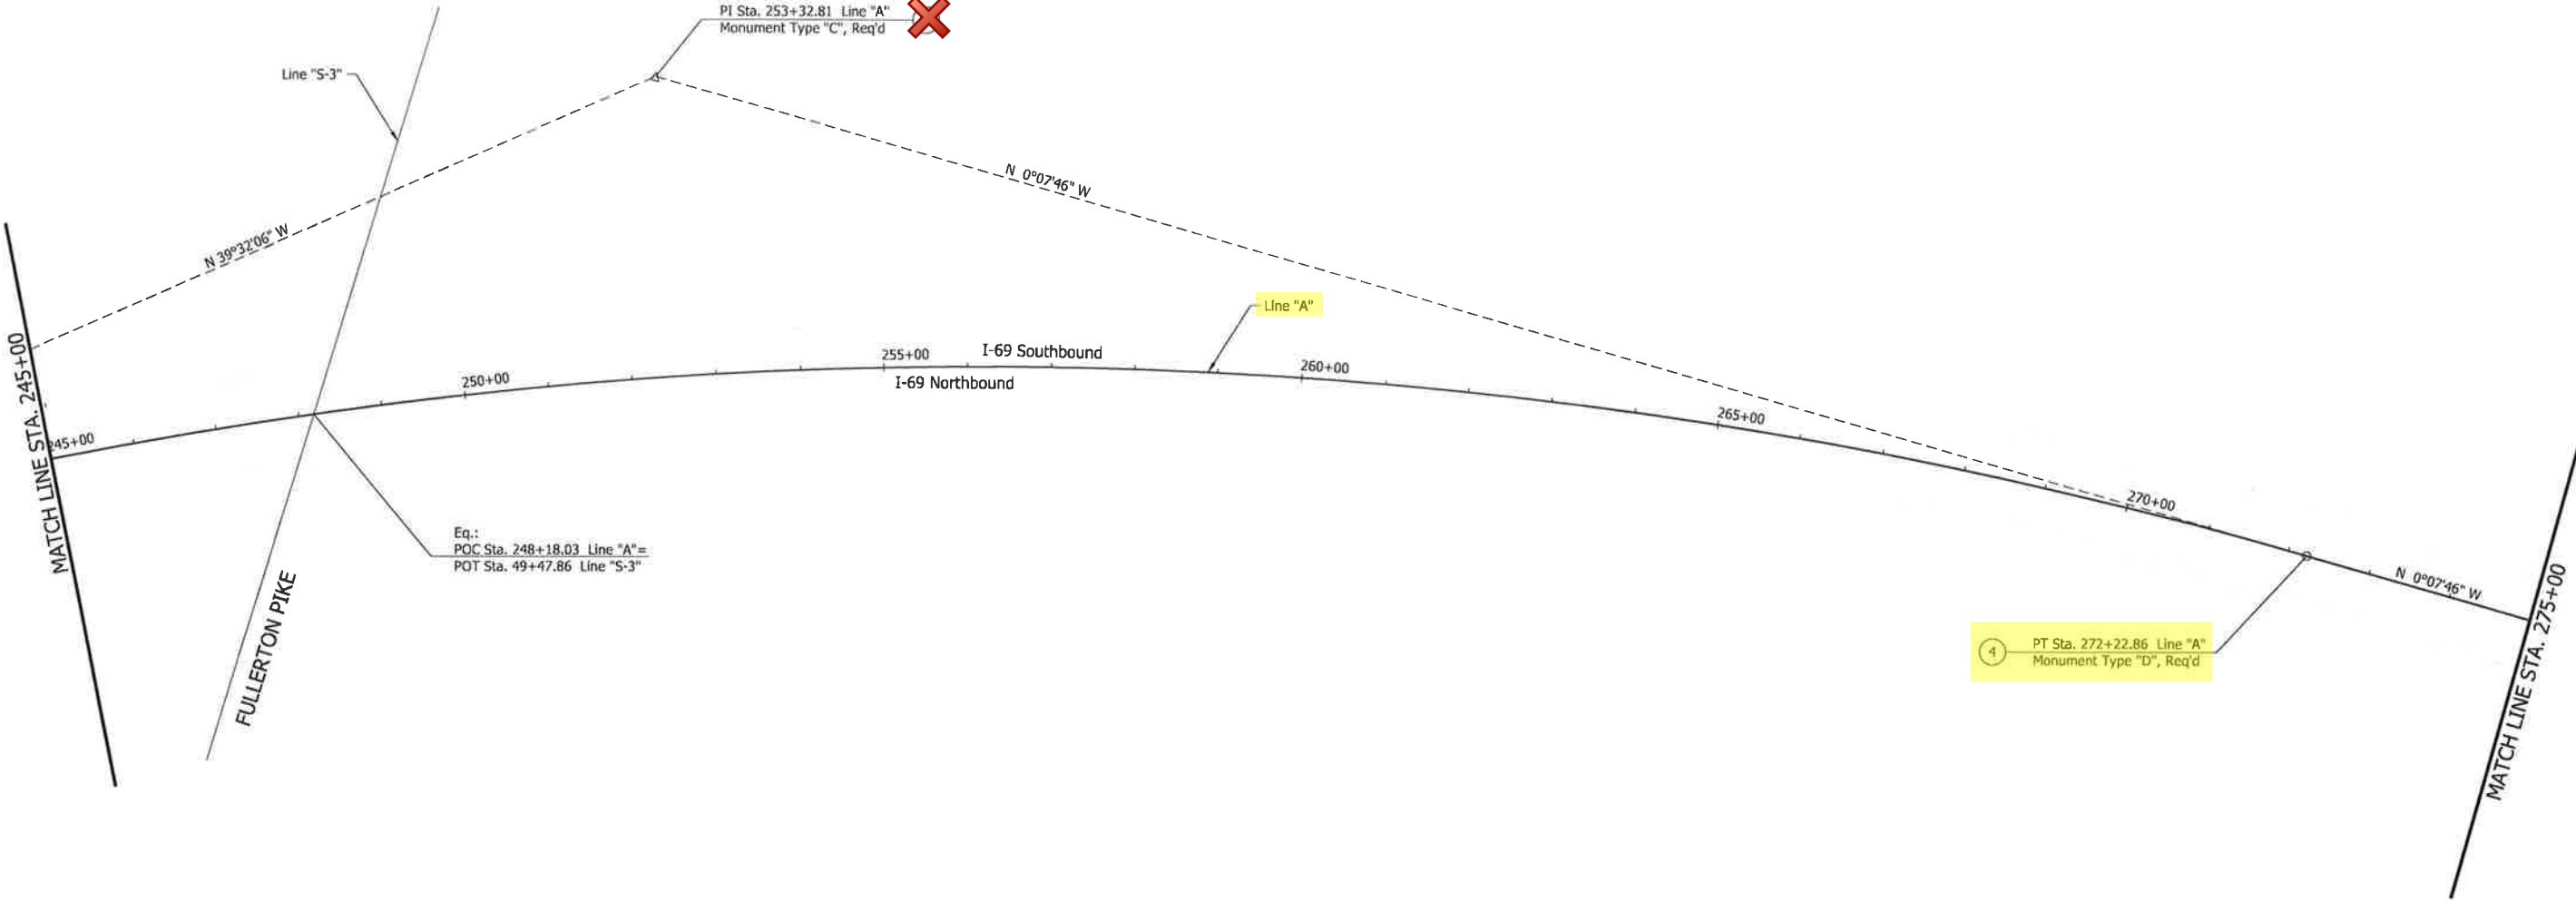 PI Sta. 253+32.81 Line "A"
Monument Type "C", Req'd
Line "S-3"
N 0°07'46" W
N 39°32'06" W
Line "A"
MATCH LINE STA. 245+00
245+00
250+00
255+00
I-69 Southbound
I-69 Northbound
260+00
265+00
270+00
Eq.:
POC Sta. 248+18.03 Line "A"=
POT Sta. 49+47.86 Line "S-3"
FULLERTON PIKE
N 0°07'46" W
4
PT Sta. 272+22.86 Line "A"
Monument Type "D", Req'd
MATCH LINE STA. 275+00